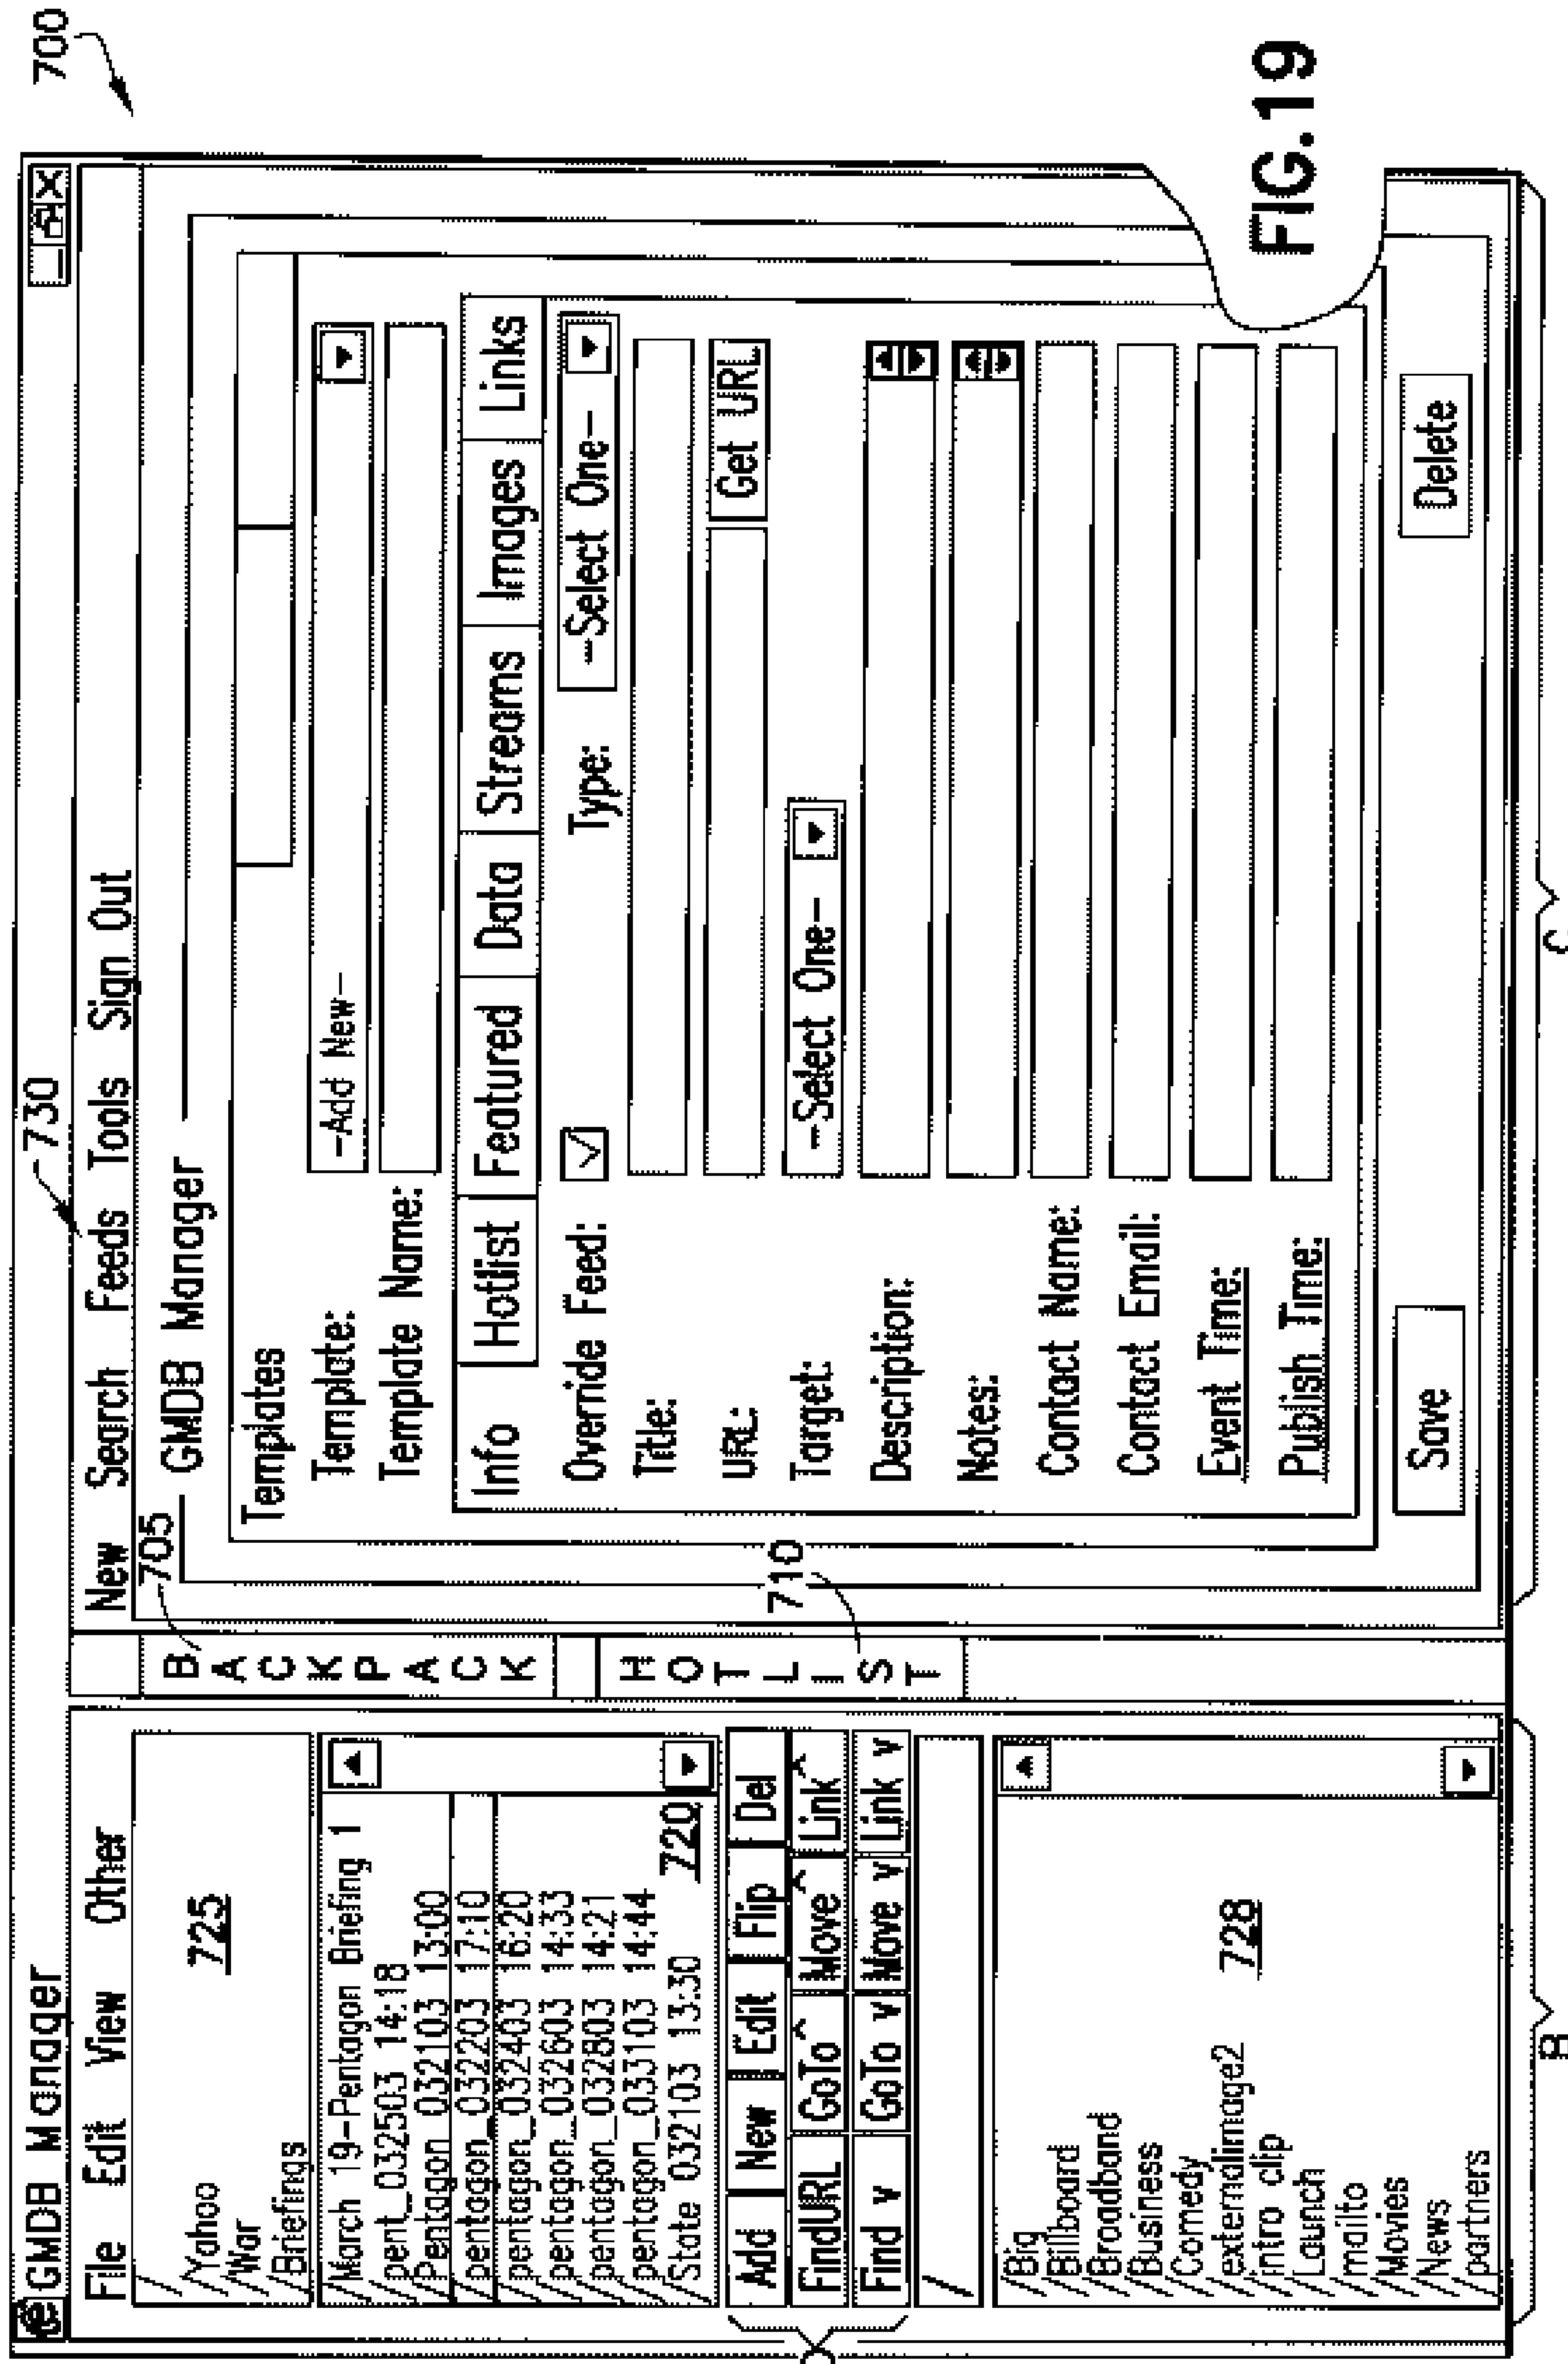 700
GMDB Manager
File Edit View Other
725
Yahoo
War
Briefings
March 19-Pentagon Briefing 1
pent_032503 14:18
Pentagon_032103 13:00
pentagon_032203 17:10
pentagon_032403 16:20
pentagon_032603 14:33
pentagon_032803 14:21
pentagon_033103 14:44
State 032103 13:30
720
Add New Edit Flip Del
FindURL GoTo^ Move^ Link^
Find v GoTo v Move v Link v
/
Big
Billboard
Broadband
Business
Comedy
externalimage2
intro clip
Launch
mailto
Movies
News
partners
728
B
BACKPACK
705
HOTLIST
710
730
New Search Feeds Tools Sign Out
GMDB Manager
Templates
Template: -Add New-
Template Name:
Info Hotlist Featured Data Streams Images Links
Override Feed: Type: -Select One-
Title:
URL: Get URL
Target: -Select One-
Description:
Notes:
Contact Name:
Contact Email:
Event Time:
Publish Time:
Save Delete
C
FIG.19